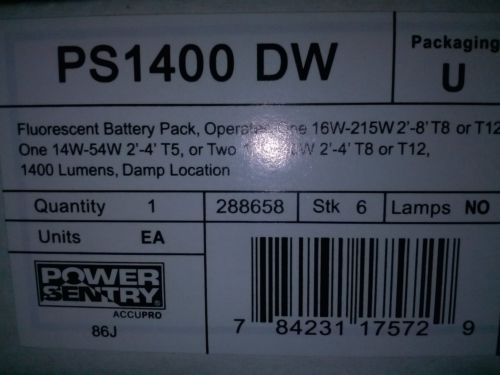 PS1400 DW
Packaging
U
Fluorescent Battery Pack, Operates One 16W-215W 2'-8' T8 or T12
One 14W-54W 2'-4' T5, or Two 2'-4' T8 or T12,
1400 Lumens, Damp Location
Quantity 1 288658 Stk 6 Lamps NO
Units EA
POWER
SENTRY
ACCUPRO
86J
7 84231 17572 9